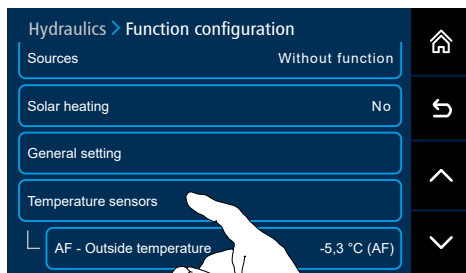 Hydraulics > Function configuration
Sources Without function
Solar heating No
General setting
Temperature sensors
AF - Outside temperature -5,3 °C (AF)